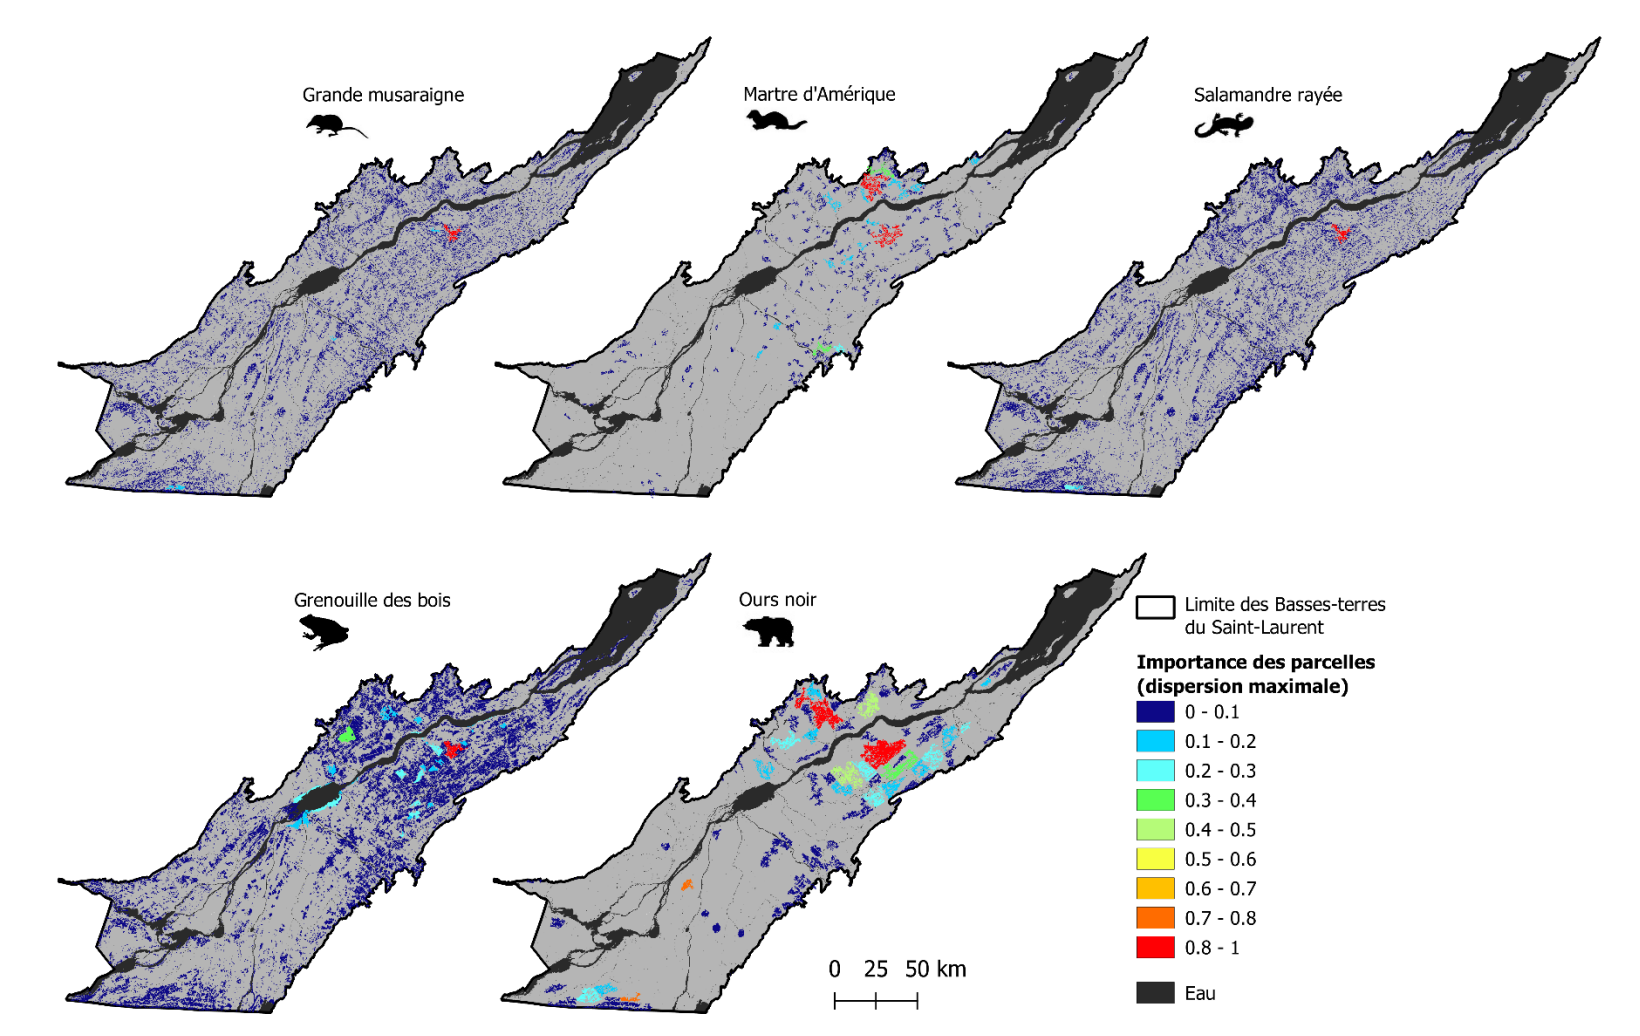 Grande musaraigne
Martre d'Amérique
Salamandre rayée
Grenouille des bois
Ours noir
Limite des Basses-terres
du Saint-Laurent
Importance des parcelles
(dispersion maximale)
0 - 0.1
0.1 - 0.2
0.2 - 0.3
0.3 - 0.4
0.4 - 0.5
0.5 - 0.6
0.6 - 0.7
0.7 - 0.8
0.8 - 1
Eau
0 25 50 km